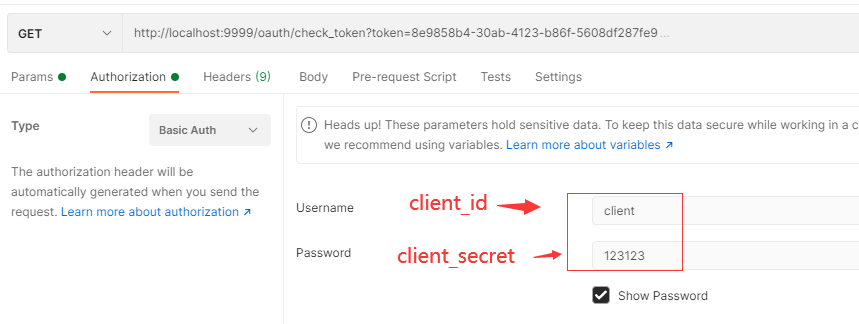 GET http://localhost:9999/oauth/check_token?token=8e9858b4-30ab-4123-b86f-5608df287fe9 ...
Params Authorization Headers (9) Body Pre-request Script Tests Settings
Type Basic Auth
The authorization header will be
automatically generated when you send the
request. Learn more about authorization ↗
Heads up! These parameters hold sensitive data. To keep this data secure while working in a c
we recommend using variables. Learn more about variables ↗
Username client_id client
Password client_secret 123123
Show Password